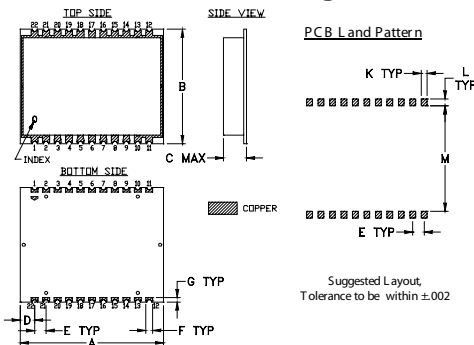 TOP SIDE
22 21 20 19 18 17 16 15 14 13 12
INDEX
1 2 3 4 5 6 7 8 9 10 11
B
SIDE VIEW
C MAX
BOTTOM SIDE
1 2 3 4 5 6 7 8 9 10 11
22 21 20 19 18 17 16 15 14 13 12
D
E TYP
A
F TYP
G TYP
COPPER
PCB Land Pattern
K TYP
L
TYP
M
E TYP
Suggested Layout,
Tolerance to be within ±.002